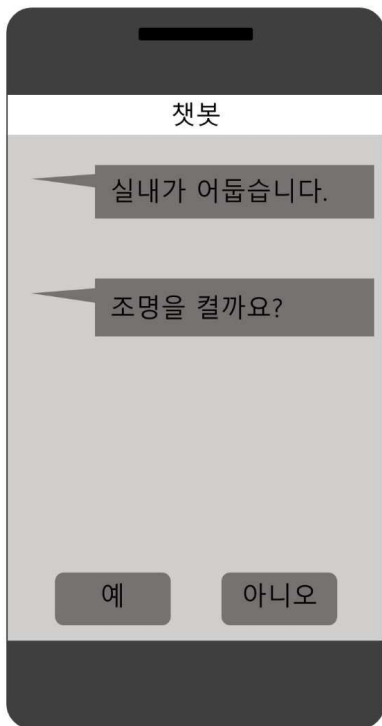 챗봇
실내가 어둡습니다.
조명을 켤까요?
예
아니오